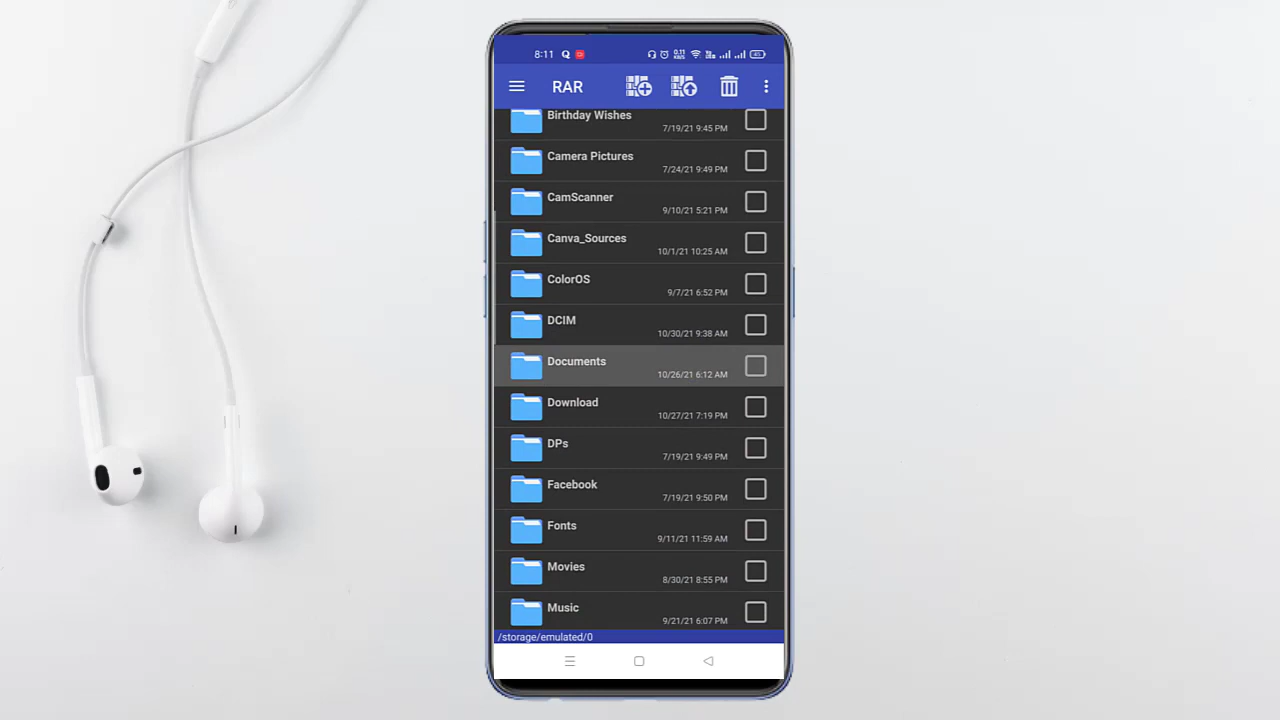 8:11
RAR
Birthday Wishes
7/19/21 9:45 PM
Camera Pictures
7/24/21 9:49 PM
CamScanner
9/10/21 5:21 PM
Canva_Sources
10/1/21 10:25 AM
ColorOS
9/7/21 6:52 PM
DCIM
10/30/21 9:38 AM
Documents
10/26/21 6:12 AM
Download
10/27/21 7:19 PM
DPs
7/19/21 9:49 PM
Facebook
7/19/21 9:50 PM
Fonts
9/11/21 11:59 AM
Movies
8/30/21 8:55 PM
Music
9/21/21 6:07 PM
/storage/emulated/0